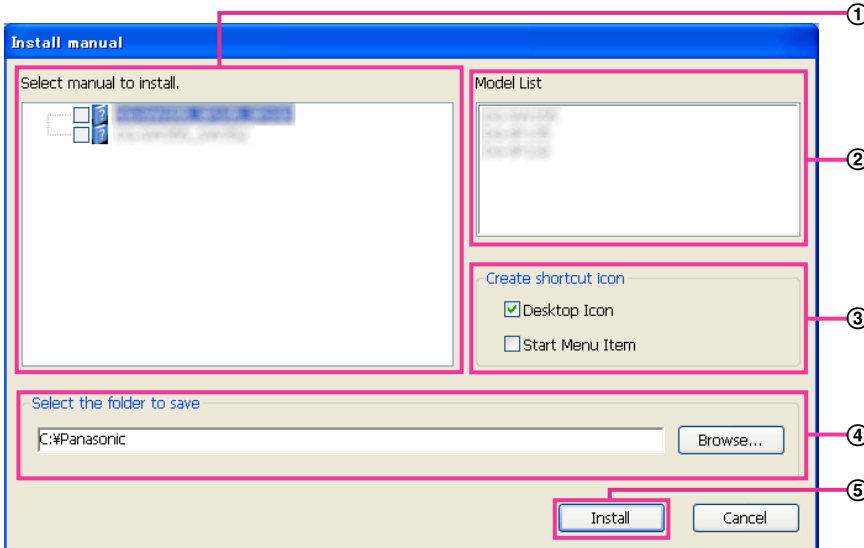 ①
Install manual
Select manual to install.
Model List
②
Create shortcut icon
Desktop Icon
Start Menu Item
③
Select the folder to save
C:¥Panasonic
Browse...
④
⑤
Install
Cancel